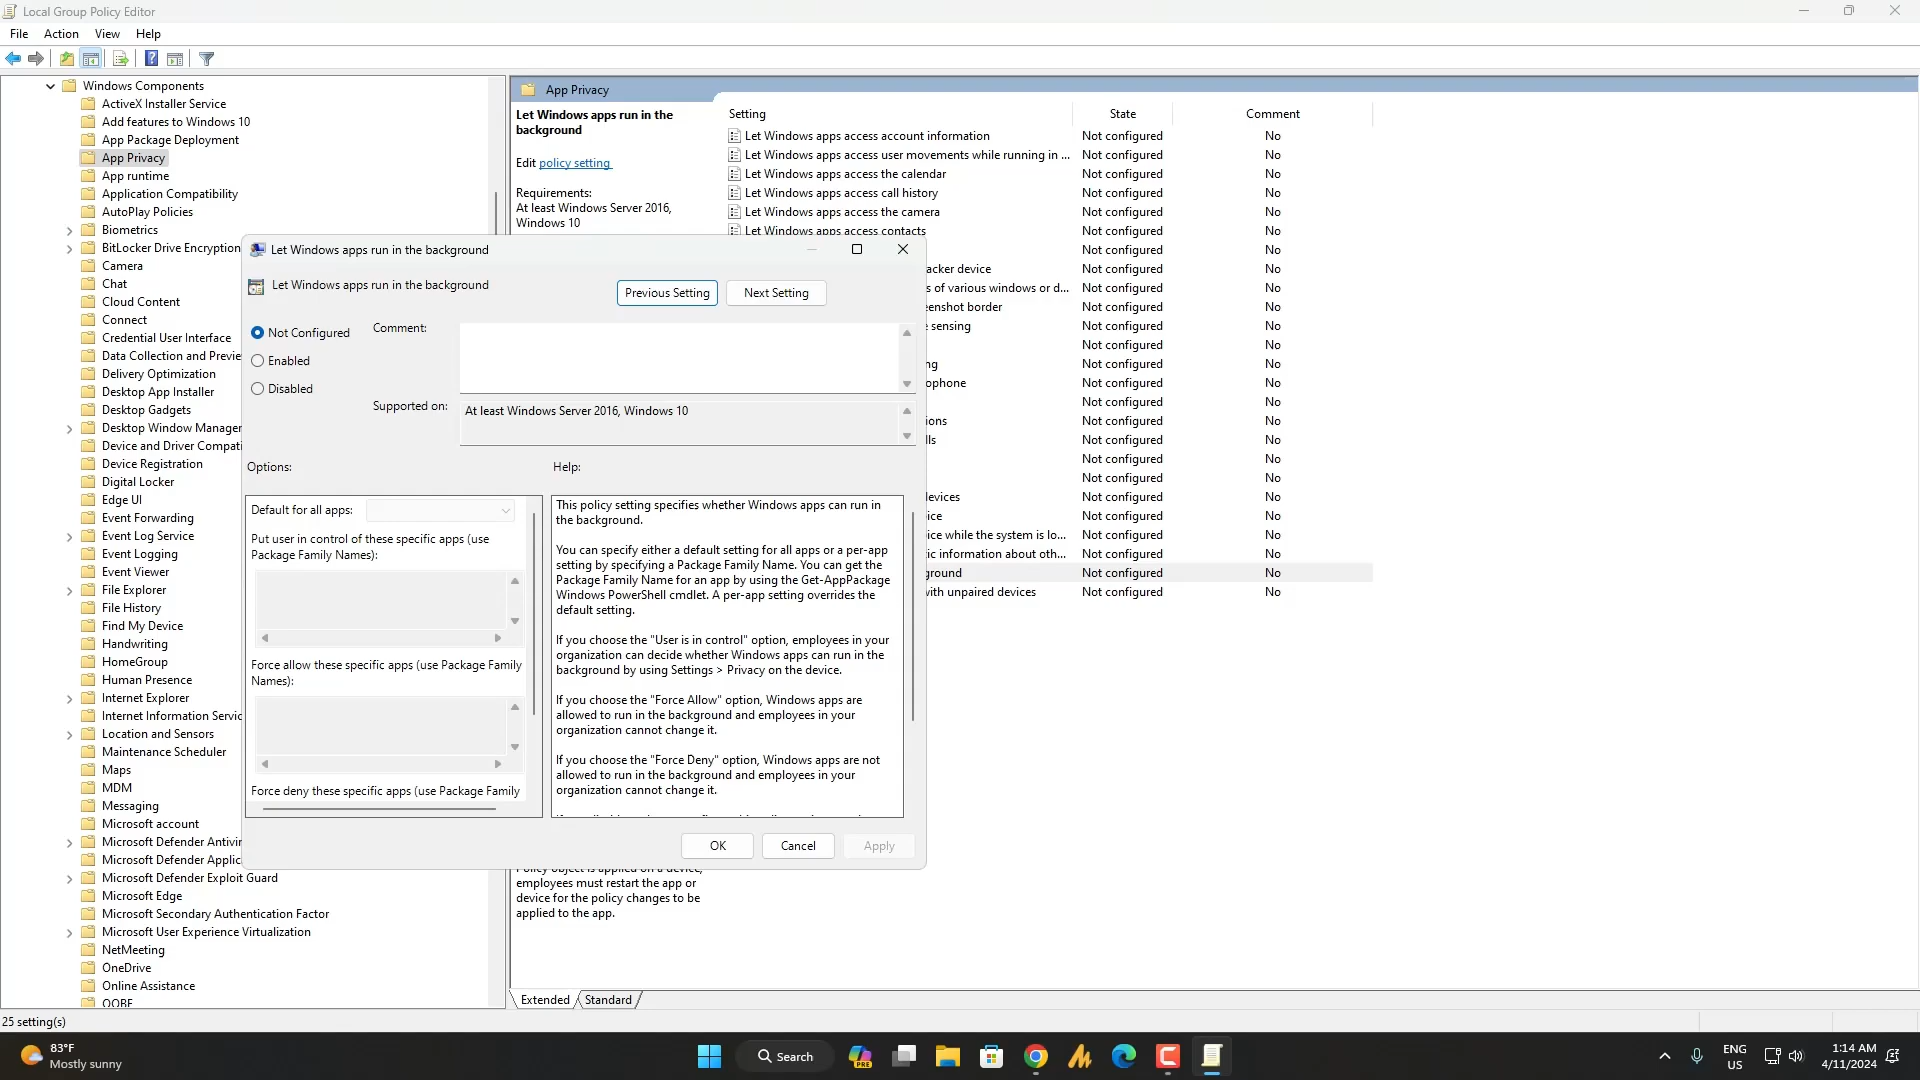 Local Group Policy Editor
File Action View Help
Windows Components
ActiveX Installer Service
Add features to Windows 10
App Package Deployment
App Privacy
App runtime
Application Compatibility
AutoPlay Policies
Biometrics
BitLocker Drive Encryption
Camera
Chat
Cloud Content
Connect
Credential User Interface
Data Collection and Previe
Delivery Optimization
Desktop App Installer
Desktop Gadgets
Desktop Window Manager
Device and Driver Compati
Device Registration
Digital Locker
Edge UI
Event Forwarding
Event Log Service
Event Logging
Event Viewer
File Explorer
File History
Find My Device
Handwriting
HomeGroup
Human Presence
Internet Explorer
Internet Information Servic
Location and Sensors
Maintenance Scheduler
Maps
MDM
Messaging
Microsoft account
Microsoft Defender Antivir
Microsoft Defender Applic
Microsoft Defender Exploit Guard
Microsoft Edge
Microsoft Secondary Authentication Factor
Microsoft User Experience Virtualization
NetMeeting
OneDrive
Online Assistance
OOBE
App Privacy
Let Windows apps run in the
background
Edit policy setting
Requirements:
At least Windows Server 2016,
Windows 10
Setting State Comment
Let Windows apps access account information Not configured No
Let Windows apps access user movements while running in ... Not configured No
Let Windows apps access the calendar Not configured No
Let Windows apps access call history Not configured No
Let Windows apps access the camera Not configured No
Let Windows apps access contacts Not configured No
Not configured No
acker device Not configured No
s of various windows or d... Not configured No
enshot border Not configured No
e sensing Not configured No
Not configured No
ng Not configured No
ophone Not configured No
Not configured No
ions Not configured No
lls Not configured No
Not configured No
Not configured No
devices Not configured No
ice Not configured No
ice while the system is lo... Not configured No
tic information about oth... Not configured No
ground Not configured No
with unpaired devices Not configured No
Let Windows apps run in the background
Let Windows apps run in the background
Previous Setting Next Setting
Not Configured
Enabled
Disabled
Comment:
Supported on:
At least Windows Server 2016, Windows 10
Options:
Help:
Default for all apps:
Put user in control of these specific apps (use
Package Family Names):
Force allow these specific apps (use Package Family
Names):
Force deny these specific apps (use Package Family
This policy setting specifies whether Windows apps can run in
the background.
You can specify either a default setting for all apps or a per-app
setting by specifying a Package Family Name. You can get the
Package Family Name for an app by using the Get-AppPackage
Windows PowerShell cmdlet. A per-app setting overrides the
default setting.
If you choose the "User is in control" option, employees in your
organization can decide whether Windows apps can run in the
background by using Settings > Privacy on the device.
If you choose the "Force Allow" option, Windows apps are
allowed to run in the background and employees in your
organization cannot change it.
If you choose the "Force Deny" option, Windows apps are not
allowed to run in the background and employees in your
organization cannot change it.
OK Cancel Apply
Policy object is applied on a device,
employees must restart the app or
device for the policy changes to be
applied to the app.
Extended Standard
25 setting(s)
83°F
Mostly sunny
Search
PRE
ENG
US
1:14 AM
4/11/2024